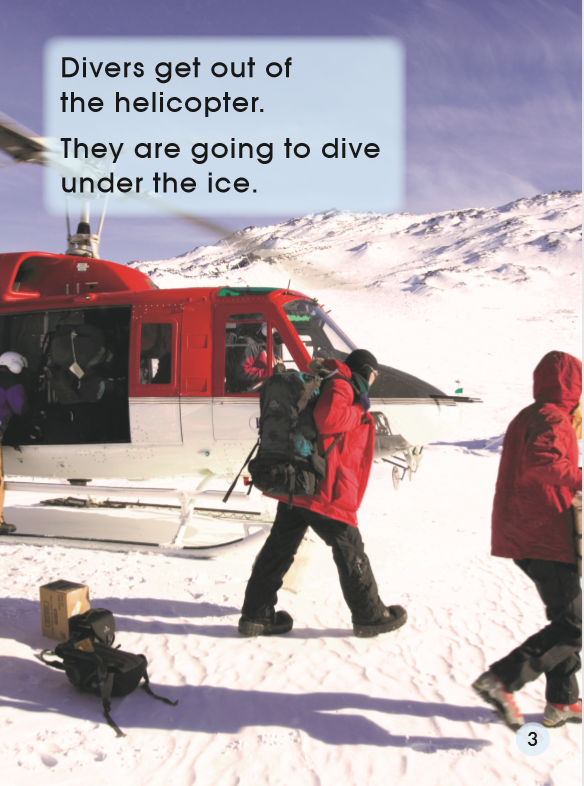 Divers get out of
the helicopter.
They are going to dive
under the ice.
3